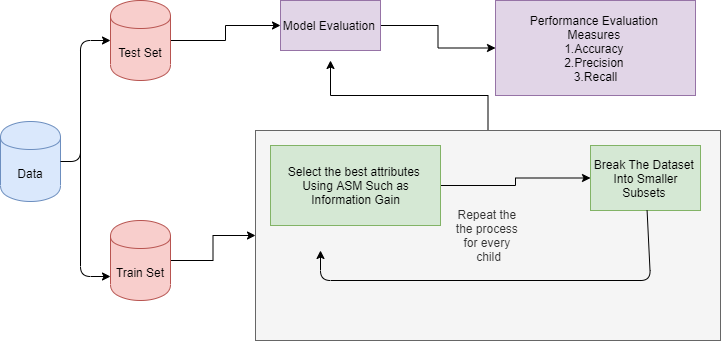 Test Set
Model Evaluation
Performance Evaluation
Measures
1.Accuracy
2.Precision
3.Recall
Data
Select the best attributes
Using ASM Such as
Information Gain
Break The Dataset
Into Smaller
Subsets
Repeat the
the process
for every
child
Train Set